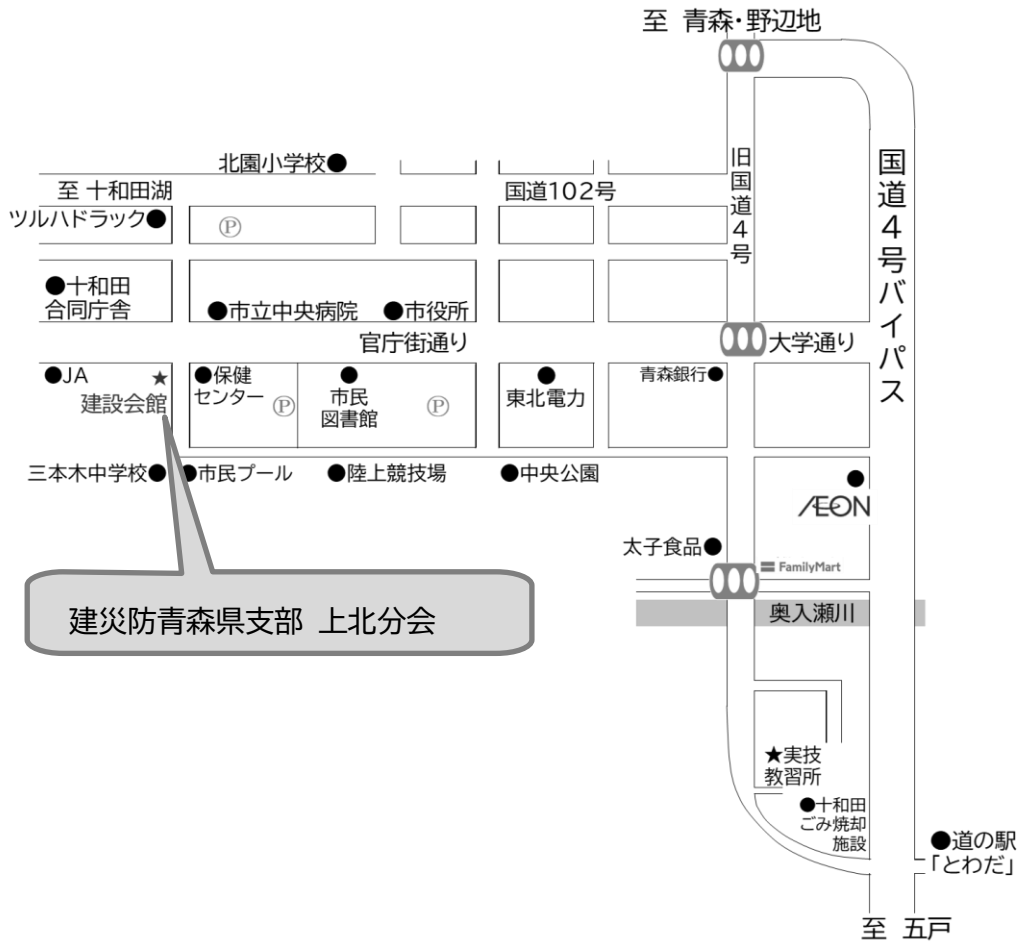 至 青森・野辺地
北園小学校●
至 十和田湖
国道102号
旧国道4号
国道4号バイパス
ツルハドラック●
Ⓟ
●十和田
合同庁舎
●市立中央病院
●市役所
官庁街通り
大学通り
●JA
★
建設会館
●保健
センター
Ⓟ
●
市民
図書館
Ⓟ
●
東北電力
青森銀行●
三本木中学校●
●市民プール
●陸上競技場
●中央公園
●
ÆON
太子食品●
FamilyMart
奥入瀬川
建災防青森県支部 上北分会
★実技
教習所
●十和田
ごみ焼却
施設
●道の駅
「とわだ」
至 五戸